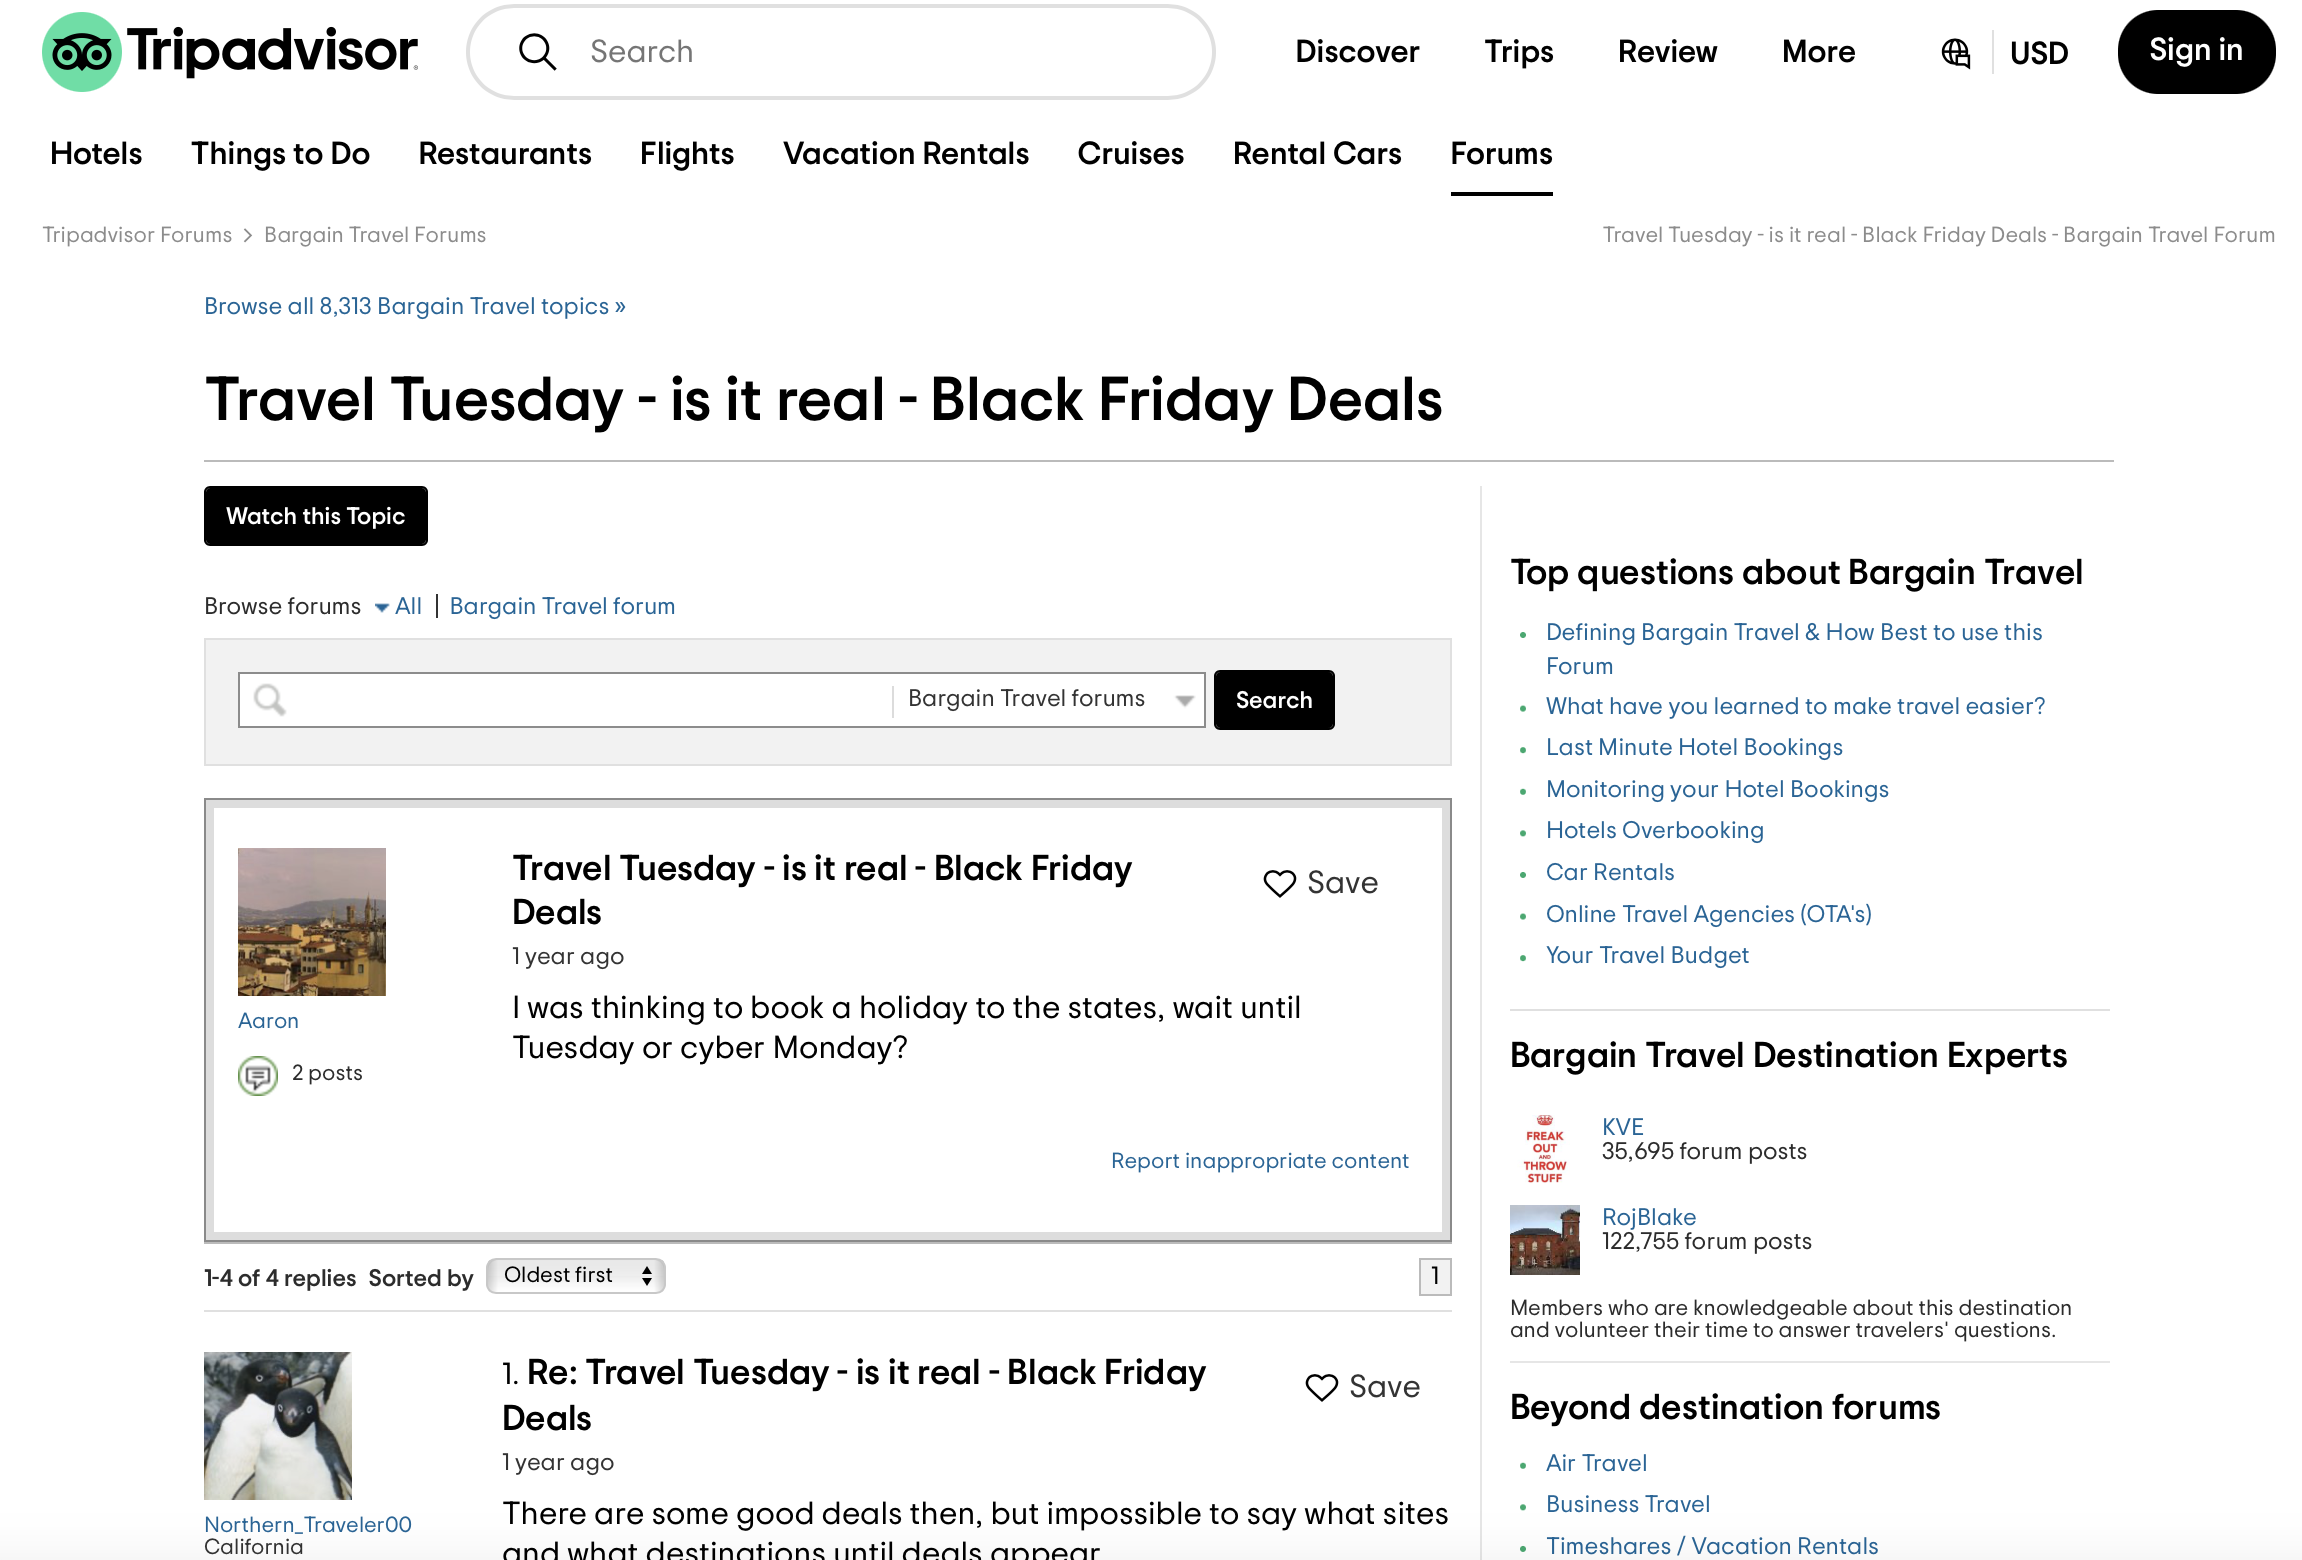 Tripadvisor
Search
Discover
Trips
Review
More
USD
Sign in
Hotels
Things to Do
Restaurants
Flights
Vacation Rentals
Cruises
Rental Cars
Forums
Tripadvisor Forums > Bargain Travel Forums
Travel Tuesday - is it real - Black Friday Deals - Bargain Travel Forum
Browse all 8,313 Bargain Travel topics »
Travel Tuesday - is it real - Black Friday Deals
Watch this Topic
Browse forums All | Bargain Travel forum
Bargain Travel forums
Search
Travel Tuesday - is it real - Black Friday
Deals
Save
1 year ago
I was thinking to book a holiday to the states, wait until
Tuesday or cyber Monday?
Aaron
2 posts
Report inappropriate content
1-4 of 4 replies Sorted by Oldest first
1
1. Re: Travel Tuesday - is it real - Black Friday
Deals
Save
1 year ago
There are some good deals then, but impossible to say what sites
and what destinations until deals appear
Northern_Traveler00
California
Top questions about Bargain Travel
Defining Bargain Travel & How Best to use this
Forum
What have you learned to make travel easier?
Last Minute Hotel Bookings
Monitoring your Hotel Bookings
Hotels Overbooking
Car Rentals
Online Travel Agencies (OTA's)
Your Travel Budget
Bargain Travel Destination Experts
FREAK
OUT
AND
THROW
STUFF
KVE
35,695 forum posts
RojBlake
122,755 forum posts
Members who are knowledgeable about this destination
and volunteer their time to answer travelers' questions.
Beyond destination forums
Air Travel
Business Travel
Timeshares / Vacation Rentals